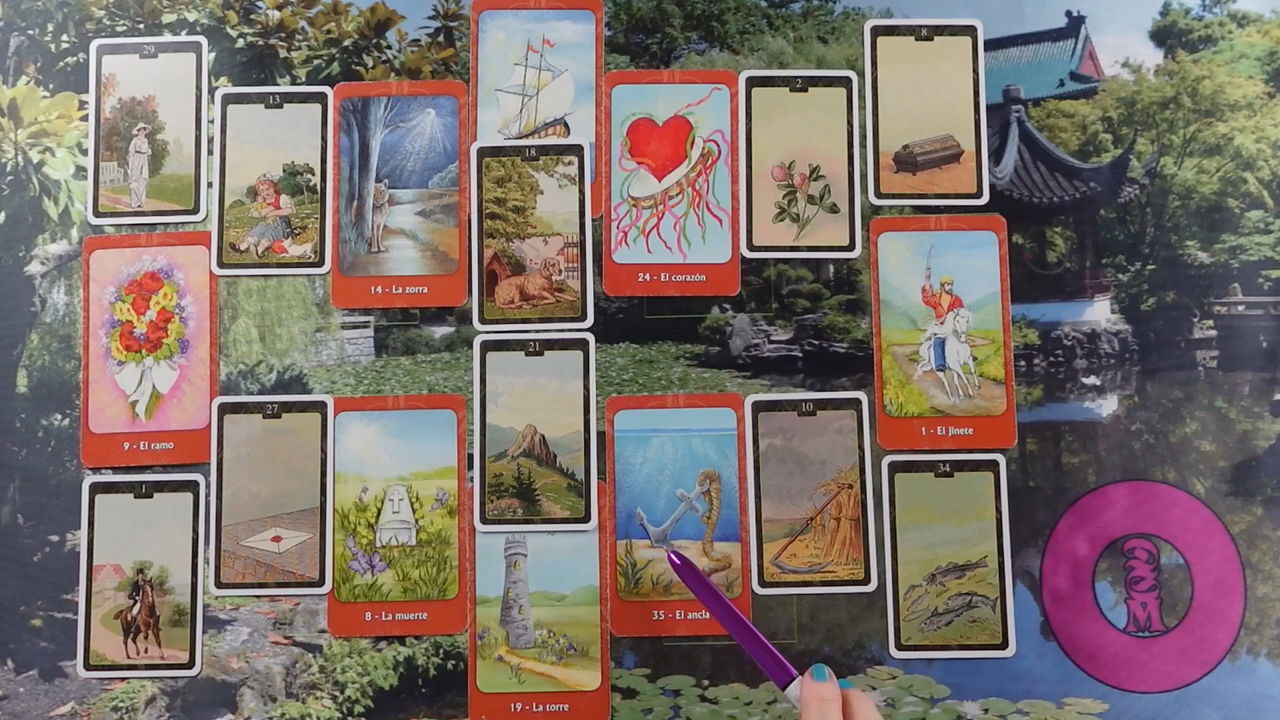 29
13
14 - La zorra
18
24 - El corazón
2
8
9 - El ramo
1 - El jinete
21
27
8 - La muerte
35 - El ancla
10
1
34
19 - La torre